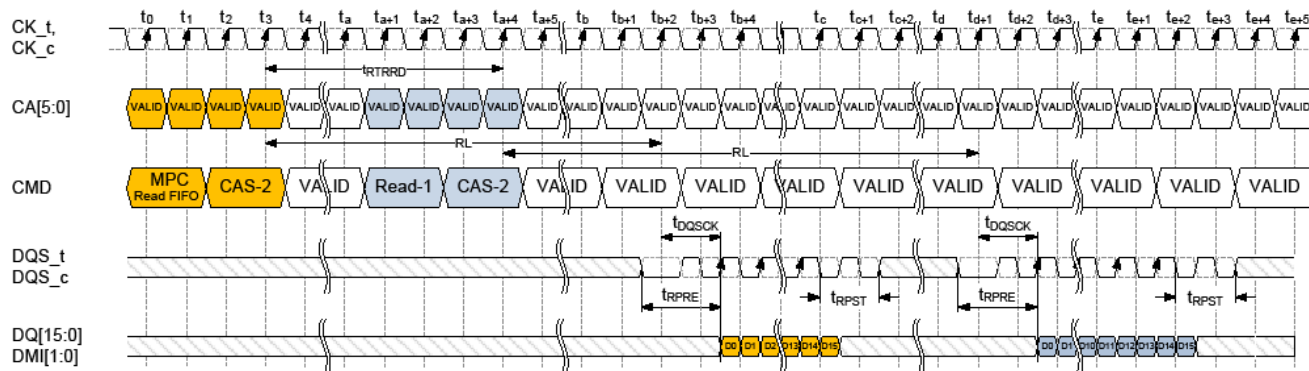 t0 t1 t2 t3 t4 ta ta+1 ta+2 ta+3 ta+4 ta+5 tb tb+1 tb+2 tb+3 tb+4 tc tc+1 tc+2 td td+1 td+2 td+3 te te+1 te+2 te+3 te+4 te+5
CK_t,
CK_c
tRTRRD
CA[5:0] VALID VALID VALID VALID VALID VALID VALID VALID VALID VALID VALID VALID VALID VALID VALID VALID VALID VALID VALID VALID VALID VALID VALID VALID VALID VALID VALID VALID VALID VALID
RL
RL
CMD MPC Read FIFO CAS-2 VALID Read-1 CAS-2 VALID VALID VALID VALID VALID VALID VALID VALID VALID VALID
tDQSCK tDQSCK
DQS_t
DQS_c
tRPRE tRPST tRPRE tRPST
DQ[15:0]
DMI[1:0]
D0 D1 D2 D13 D14 D15 D0 D1 D10 D11 D12 D13 D14 D15